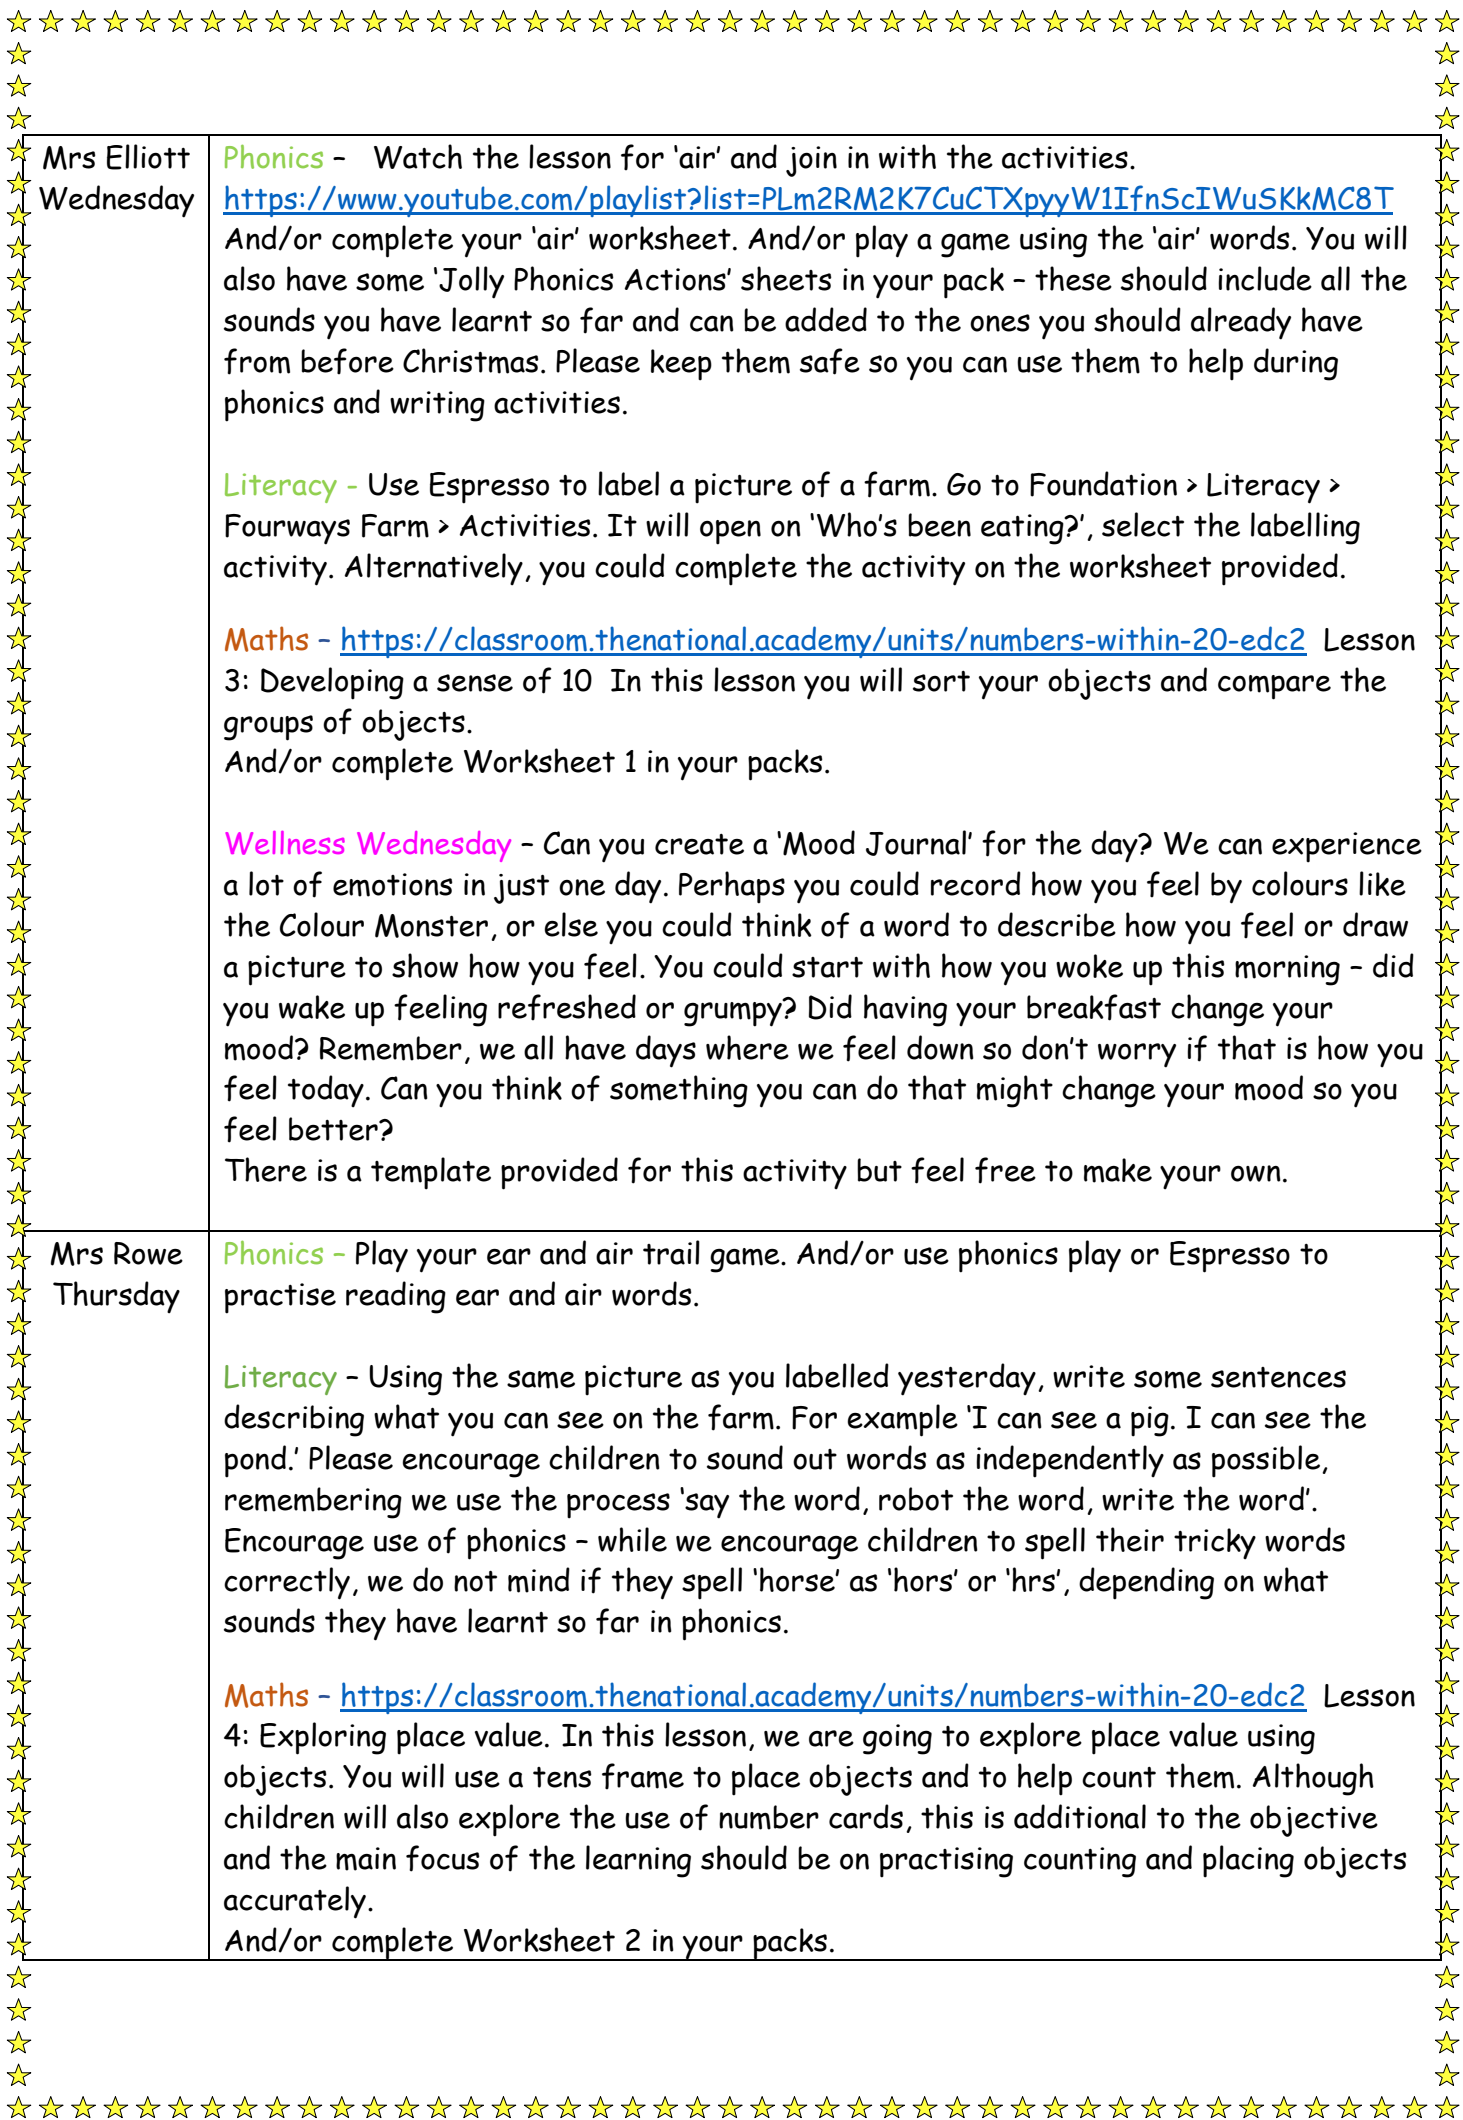 Mrs Elliott
Wednesday
Phonics – Watch the lesson for ‘air’ and join in with the activities.
https://www.youtube.com/playlist?list=PLm2RM2K7CuCTXpyyW1IfnScIWuSKkMC8T
And/or complete your ‘air’ worksheet. And/or play a game using the ‘air’ words. You will
also have some ‘Jolly Phonics Actions’ sheets in your pack – these should include all the
sounds you have learnt so far and can be added to the ones you should already have
from before Christmas. Please keep them safe so you can use them to help during
phonics and writing activities.
Literacy - Use Espresso to label a picture of a farm. Go to Foundation > Literacy >
Fourways Farm > Activities. It will open on ‘Who’s been eating?’, select the labelling
activity. Alternatively, you could complete the activity on the worksheet provided.
Maths – https://classroom.thenational.academy/units/numbers-within-20-edc2 Lesson
3: Developing a sense of 10 In this lesson you will sort your objects and compare the
groups of objects.
And/or complete Worksheet 1 in your packs.
Wellness Wednesday – Can you create a ‘Mood Journal’ for the day? We can experience
a lot of emotions in just one day. Perhaps you could record how you feel by colours like
the Colour Monster, or else you could think of a word to describe how you feel or draw
a picture to show how you feel. You could start with how you woke up this morning – did
you wake up feeling refreshed or grumpy? Did having your breakfast change your
mood? Remember, we all have days where we feel down so don’t worry if that is how you
feel today. Can you think of something you can do that might change your mood so you
feel better?
There is a template provided for this activity but feel free to make your own.
Mrs Rowe
Thursday
Phonics – Play your ear and air trail game. And/or use phonics play or Espresso to
practise reading ear and air words.
Literacy – Using the same picture as you labelled yesterday, write some sentences
describing what you can see on the farm. For example ‘I can see a pig. I can see the
pond.’ Please encourage children to sound out words as independently as possible,
remembering we use the process ‘say the word, robot the word, write the word’.
Encourage use of phonics – while we encourage children to spell their tricky words
correctly, we do not mind if they spell ‘horse’ as ‘hors’ or ‘hrs’, depending on what
sounds they have learnt so far in phonics.
Maths – https://classroom.thenational.academy/units/numbers-within-20-edc2 Lesson
4: Exploring place value. In this lesson, we are going to explore place value using
objects. You will use a tens frame to place objects and to help count them. Although
children will also explore the use of number cards, this is additional to the objective
and the main focus of the learning should be on practising counting and placing objects
accurately.
And/or complete Worksheet 2 in your packs.